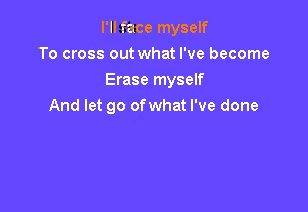 I'll face myself
To cross out what I've become
Erase myself
And let go of what I've done